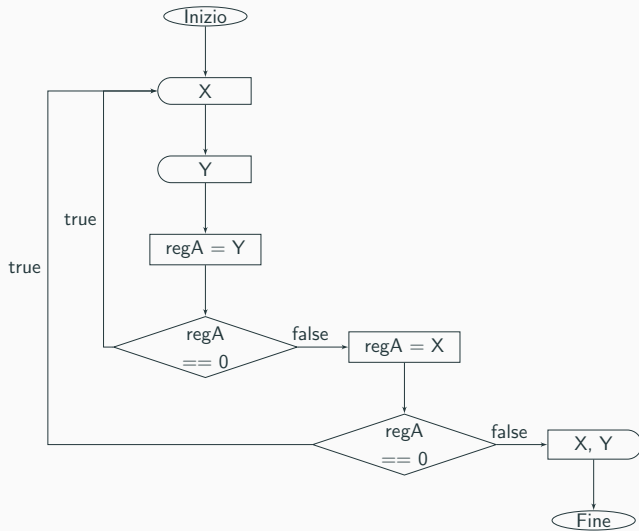 Inizio
X
Y
true
true
regA = Y
regA
== 0
false
regA = X
regA
== 0
false
X, Y
Fine